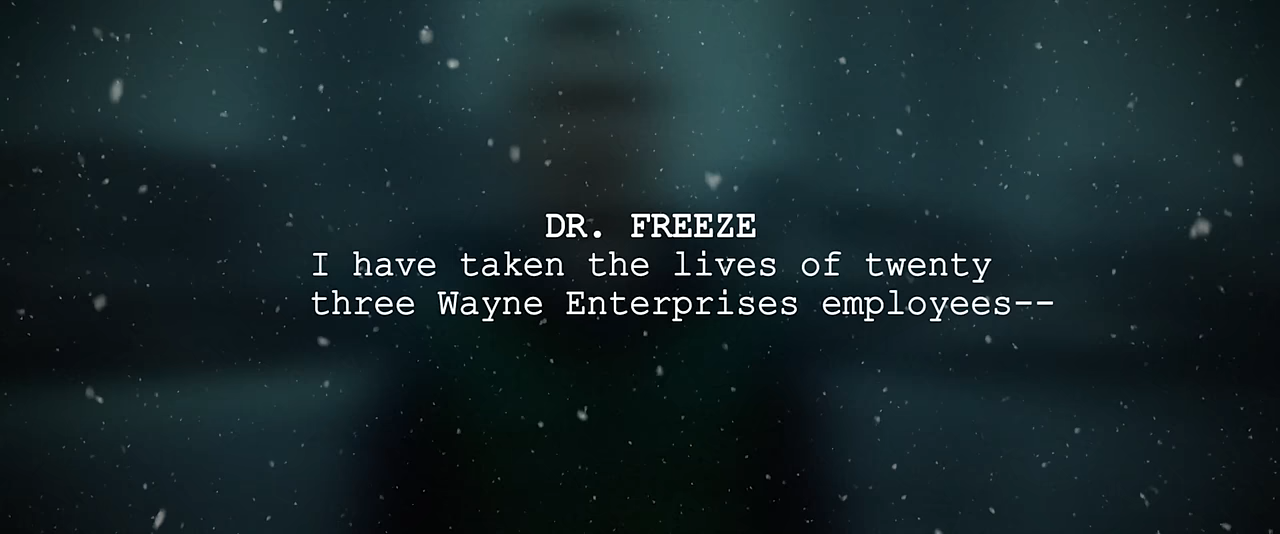 DR. FREEZE
I have taken the lives of twenty
three Wayne Enterprises employees--